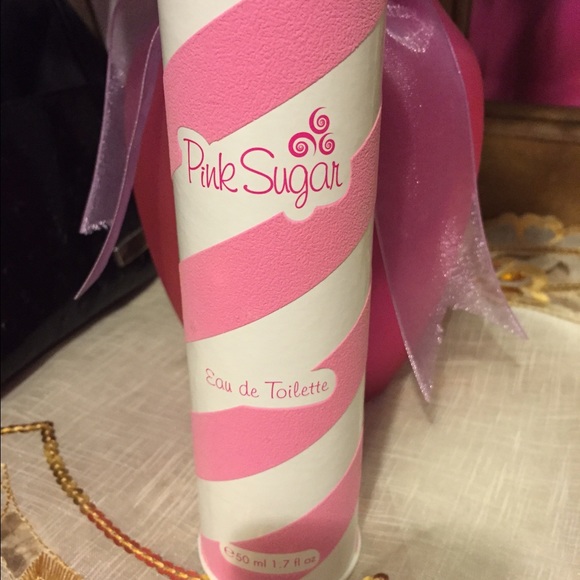 Pink Sugar
Eau de Toilette
℮50 ml 1.7 fl oz